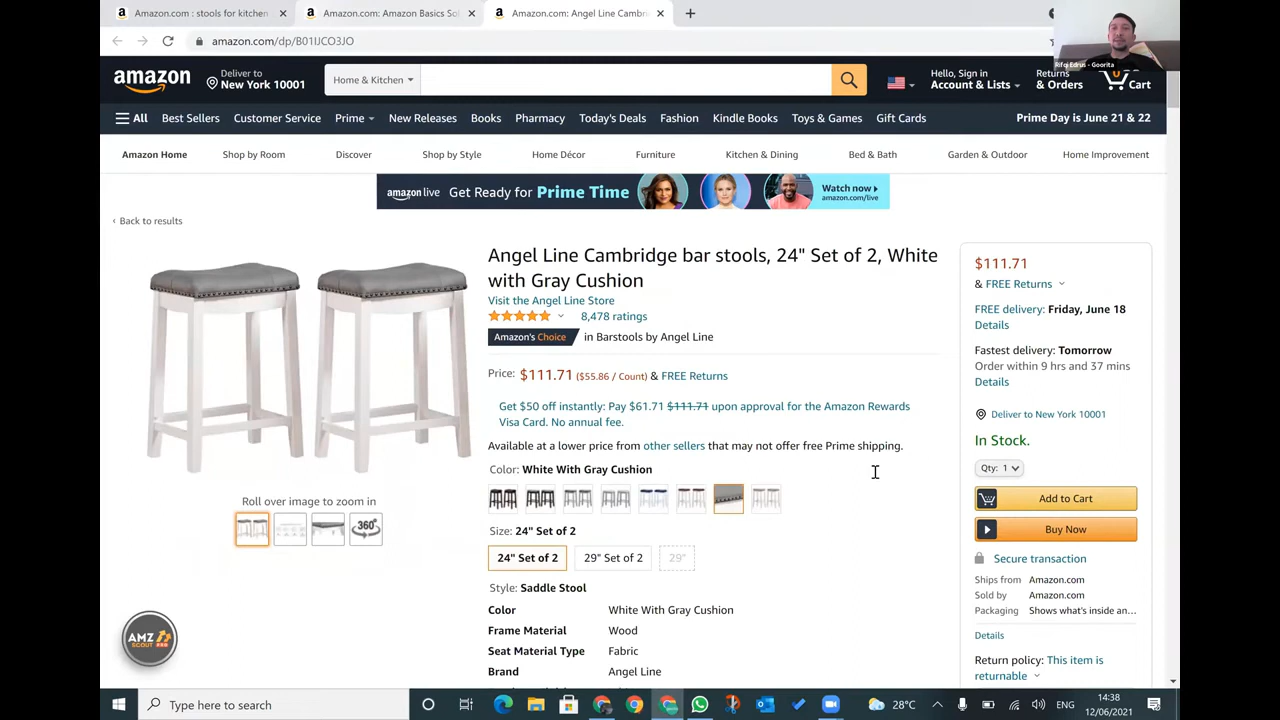 Amazon.com : stools for kitchen
Amazon.com: Amazon Basics Sol
Amazon.com: Angel Line Cambri
amazon.com/dp/B01IJCO3JO
Rifqi Edrus - Goorita
amazon
Deliver to
New York 10001
Home & Kitchen
Hello, Sign in
Account & Lists
Returns
& Orders
0
Cart
All
Best Sellers
Customer Service
Prime
New Releases
Books
Pharmacy
Today's Deals
Fashion
Kindle Books
Toys & Games
Gift Cards
Prime Day is June 21 & 22
Amazon Home
Shop by Room
Discover
Shop by Style
Home Décor
Furniture
Kitchen & Dining
Bed & Bath
Garden & Outdoor
Home Improvement
amazon live Get Ready for Prime Time
Watch now
amazon.com/live
‹ Back to results
Angel Line Cambridge bar stools, 24" Set of 2, White
with Gray Cushion
Visit the Angel Line Store
8,478 ratings
Amazon's Choice in Barstools by Angel Line
Price: $111.71 ($55.86 / Count) & FREE Returns
Get $50 off instantly: Pay $61.71 $111.71 upon approval for the Amazon Rewards
Visa Card. No annual fee.
Available at a lower price from other sellers that may not offer free Prime shipping.
Color: White With Gray Cushion
Roll over image to zoom in
360°
Size: 24" Set of 2
24" Set of 2
29" Set of 2
29"
Style: Saddle Stool
Color White With Gray Cushion
Frame Material Wood
Seat Material Type Fabric
Brand Angel Line
AMZ
SCOUT PRO
$111.71
& FREE Returns
FREE delivery: Friday, June 18
Details
Fastest delivery: Tomorrow
Order within 9 hrs and 37 mins
Details
Deliver to New York 10001
In Stock.
Qty: 1
Add to Cart
Buy Now
Secure transaction
Ships from Amazon.com
Sold by Amazon.com
Packaging Shows what's inside an...
Details
Return policy: This item is
returnable
Type here to search
28°C
ENG
14:38
12/06/2021